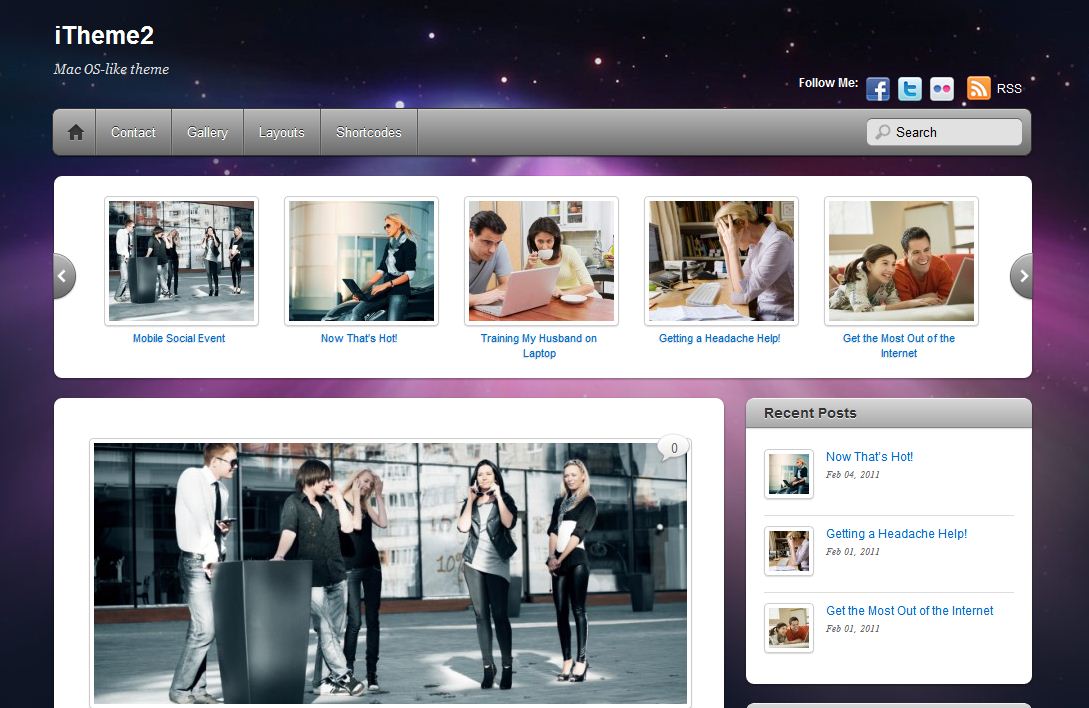 iTheme2
Mac OS-like theme
Follow Me:
RSS
Contact
Gallery
Layouts
Shortcodes
Search
Mobile Social Event
Now That's Hot!
Training My Husband on
Laptop
Getting a Headache Help!
Get the Most Out of the
Internet
0
10%
Recent Posts
Now That's Hot!
Feb 04, 2011
Getting a Headache Help!
Feb 01, 2011
Get the Most Out of the Internet
Feb 01, 2011